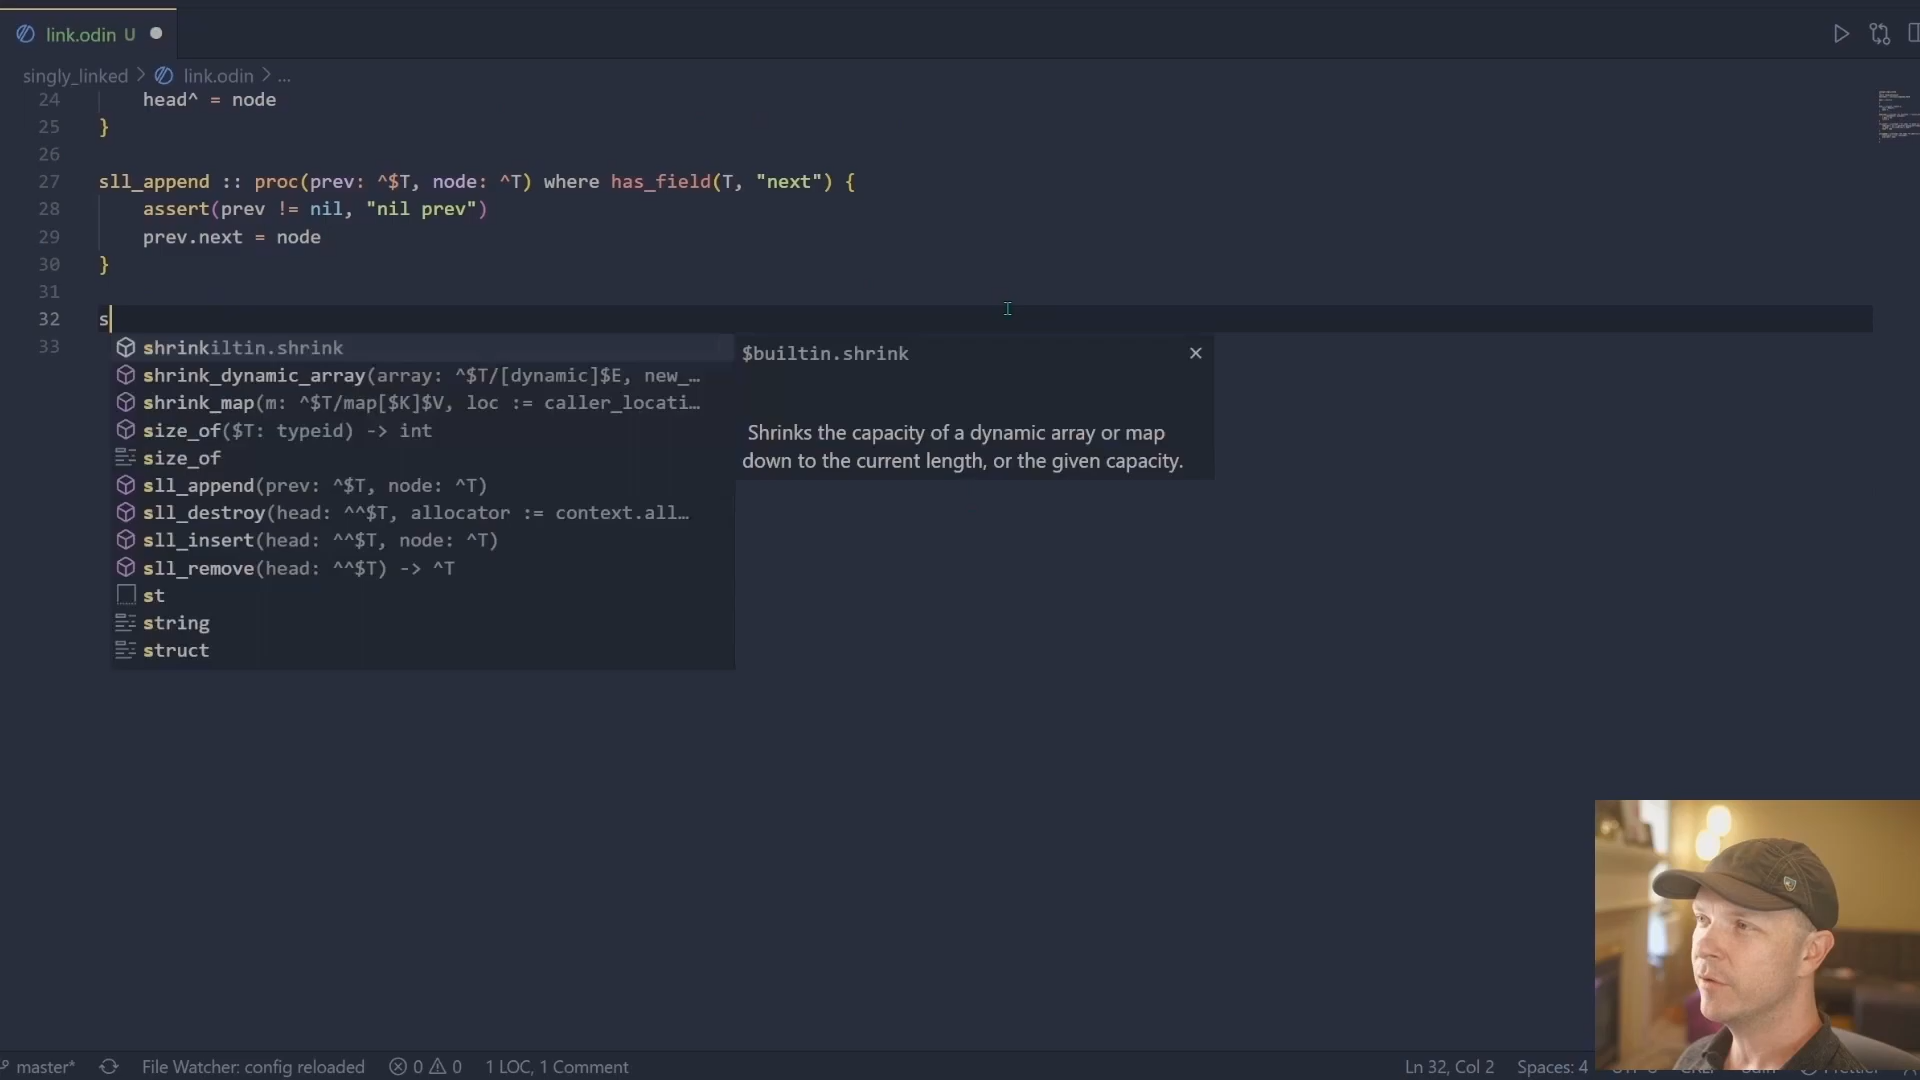 link.odin U
singly_linked > link.odin > ...
24 head^ = node
25 }
26
27 sll_append :: proc(prev: ^$T, node: ^T) where has_field(T, "next") {
28 assert(prev != nil, "nil prev")
29 prev.next = node
30 }
31
32 s
33
shrinkiltin.shrink
shrink_dynamic_array(array: ^$T/[dynamic]$E, new_…
shrink_map(m: ^$T/map[$K]$V, loc := caller_locati…
size_of($T: typeid) -> int
size_of
sll_append(prev: ^$T, node: ^T)
sll_destroy(head: ^^$T, allocator := context.all…
sll_insert(head: ^^$T, node: ^T)
sll_remove(head: ^^$T) -> ^T
st
string
struct
$builtin.shrink
Shrinks the capacity of a dynamic array or map
down to the current length, or the given capacity.
master* File Watcher: config reloaded 0 0 1 LOC, 1 Comment Ln 32, Col 2 Spaces: 4